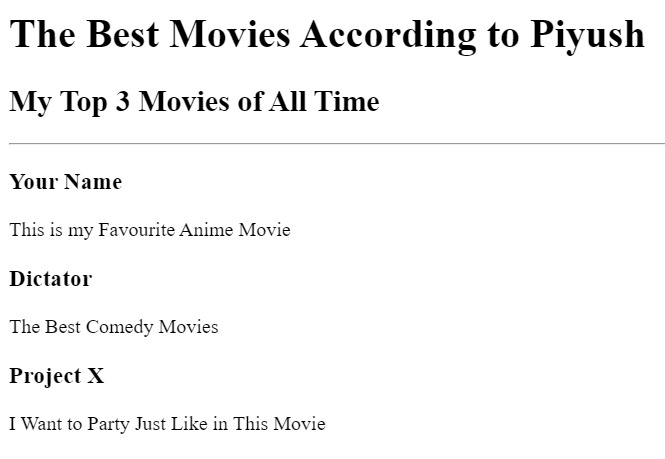 The Best Movies According to Piyush
My Top 3 Movies of All Time
Your Name
This is my Favourite Anime Movie
Dictator
The Best Comedy Movies
Project X
I Want to Party Just Like in This Movie